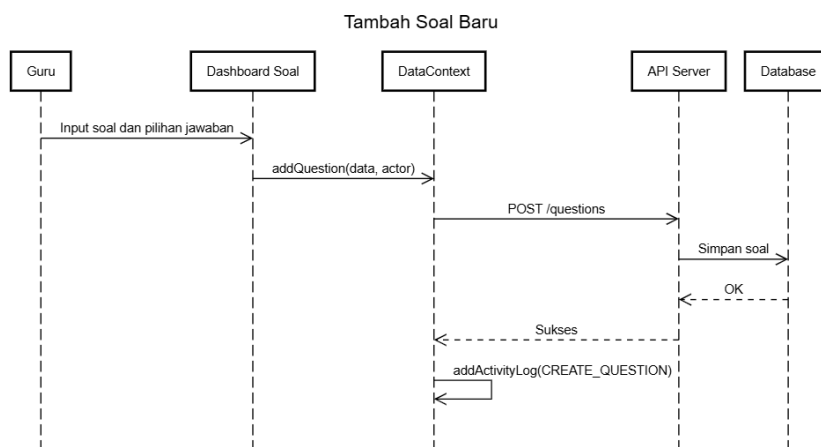 Tambah Soal Baru
Guru
Dashboard Soal
DataContext
API Server
Database
Input soal dan pilihan jawaban
addQuestion(data, actor)
POST /questions
Simpan soal
OK
Sukses
addActivityLog(CREATE_QUESTION)